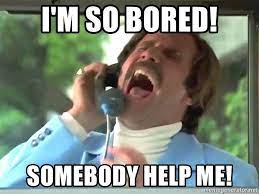 I'M SO BORED!
SOMEBODY HELP ME!
memegenerator.net